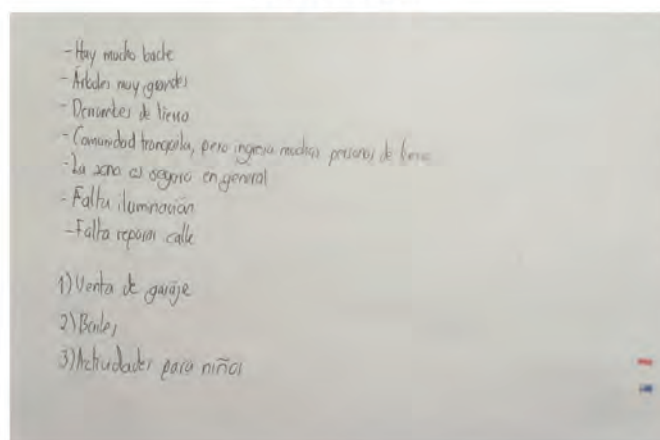 - Hay mucho bache
- Árboles muy grandes
- Derrumbes de tierra
- Comunidad tranquila, pero ingresa muchas personas de fuera
- La zona es segura en general
- Falta iluminación
- Falta reparar calle
1) Venta de garaje
2) Bailes
3) Actividades para niños